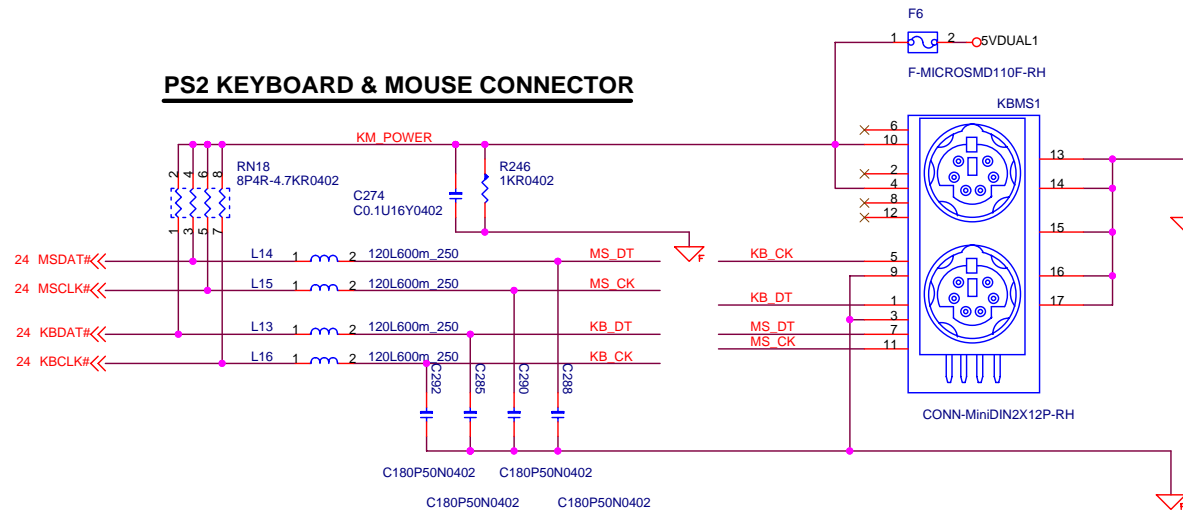 F6
1 2 5VDUAL1
F-MICROSMD110F-RH
PS2 KEYBOARD & MOUSE CONNECTOR
KBMS1
KM_POWER
6
10
2
4
8
12
13
14
15
16
17
2 4 6 8
RN18
8P4R-4.7KR0402
1 3 5 7
C274
C0.1U16Y0402
R246
1KR0402
F
24 MSDAT# L14 1 2 120L600m_250 MS_DT KB_CK 5
9
24 MSCLK# L15 1 2 120L600m_250 MS_CK
KB_DT 1
3
24 KBDAT# L13 1 2 120L600m_250 KB_DT MS_DT 7
MS_CK 11
24 KBCLK# L16 1 2 120L600m_250 KB_CK
C292
C285
C290
C288
CONN-MiniDIN2X12P-RH
C180P50N0402 C180P50N0402
C180P50N0402 C180P50N0402
F